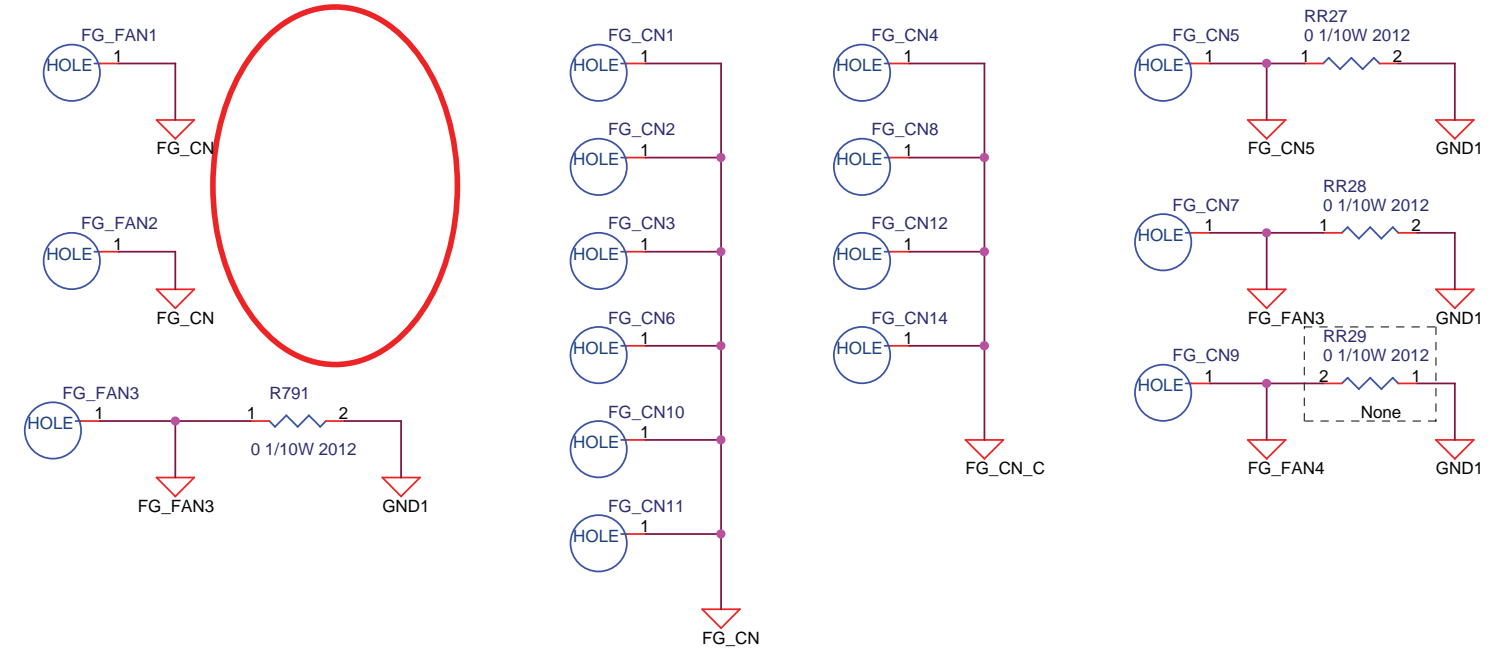 FG_FAN1
HOLE
1
FG_CN
FG_FAN2
HOLE
1
FG_CN
FG_FAN3
HOLE
1
FG_FAN3
R791
1
2
0 1/10W 2012
GND1
FG_CN1
HOLE
1
FG_CN2
HOLE
1
FG_CN3
HOLE
1
FG_CN6
HOLE
1
FG_CN10
HOLE
1
FG_CN11
HOLE
1
FG_CN
FG_CN4
HOLE
1
FG_CN8
HOLE
1
FG_CN12
HOLE
1
FG_CN14
HOLE
1
FG_CN_C
FG_CN5
HOLE
1
FG_CN5
RR27
0 1/10W 2012
1
2
GND1
FG_CN7
HOLE
1
FG_FAN3
RR28
0 1/10W 2012
1
2
GND1
FG_CN9
HOLE
1
FG_FAN4
RR29
0 1/10W 2012
2
1
None
GND1